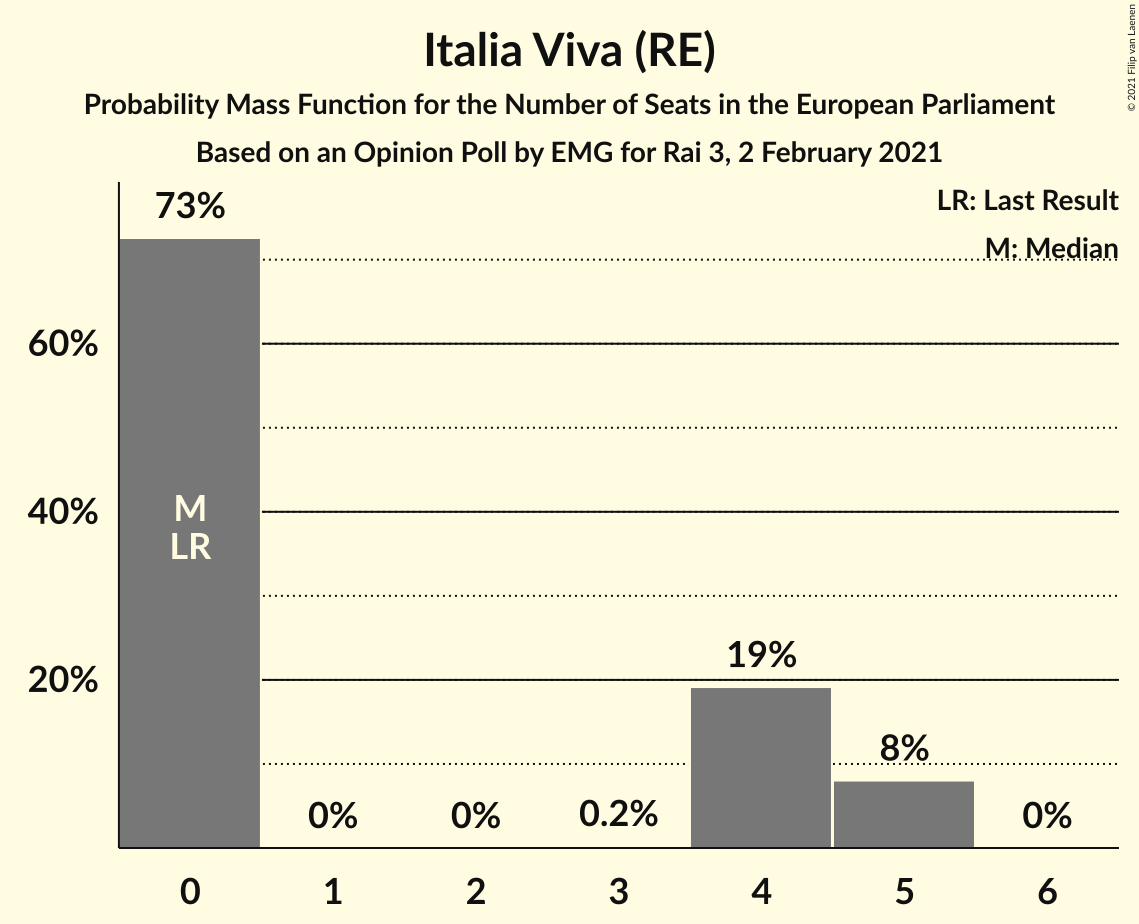 Italia Viva (RE)
Probability Mass Function for the Number of Seats in the European Parliament
Based on an Opinion Poll by EMG for Rai 3, 2 February 2021
© 2021 Filip van Laenen
LR: Last Result
M: Median
73%
60%
40%
20%
M
LR
0%
0%
0.2%
19%
8%
0%
0 1 2 3 4 5 6